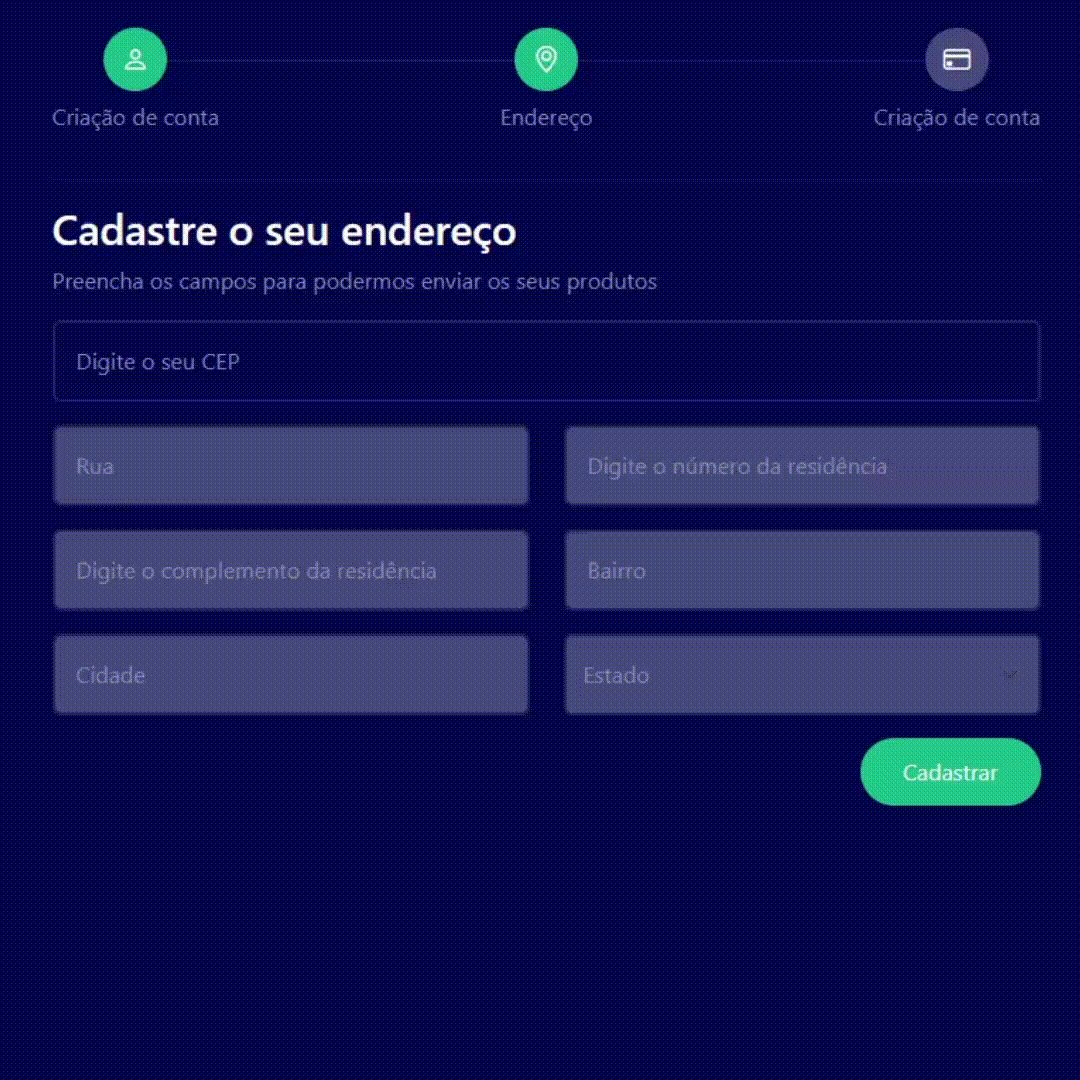 Criação de conta
Endereço
Criação de conta
Cadastre o seu endereço
Preencha os campos para podermos enviar os seus produtos
Digite o seu CEP
Rua
Digite o número da residência
Digite o complemento da residência
Bairro
Cidade
Estado
Cadastrar